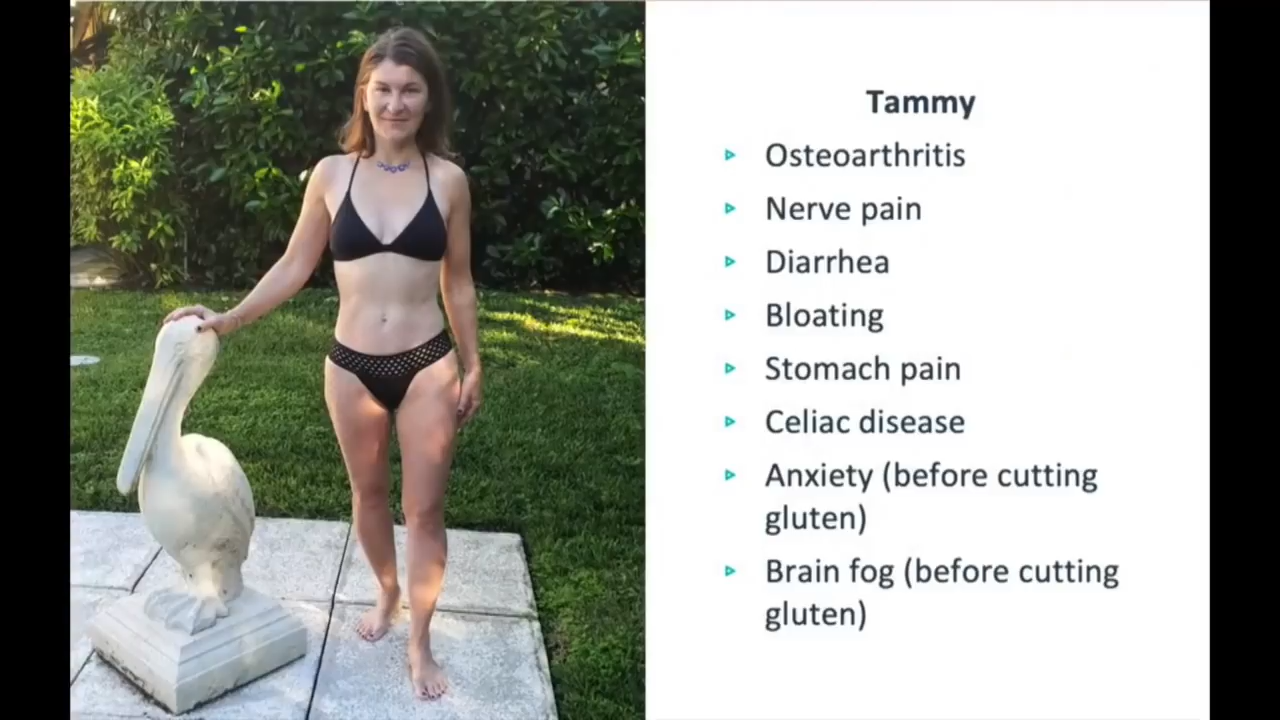 Tammy
Osteoarthritis
Nerve pain
Diarrhea
Bloating
Stomach pain
Celiac disease
Anxiety (before cutting
gluten)
Brain fog (before cutting
gluten)